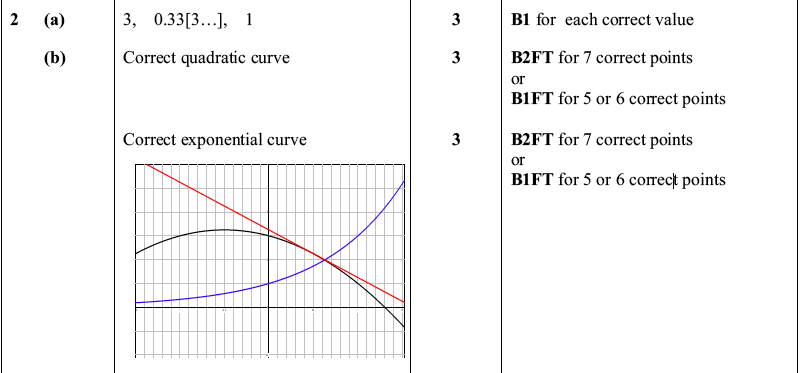 2 (a) 3, 0.33[3…], 1 3 B1 for each correct value
(b) Correct quadratic curve 3 B2FT for 7 correct points
or
B1FT for 5 or 6 correct points
Correct exponential curve 3 B2FT for 7 correct points
or
B1FT for 5 or 6 correct points